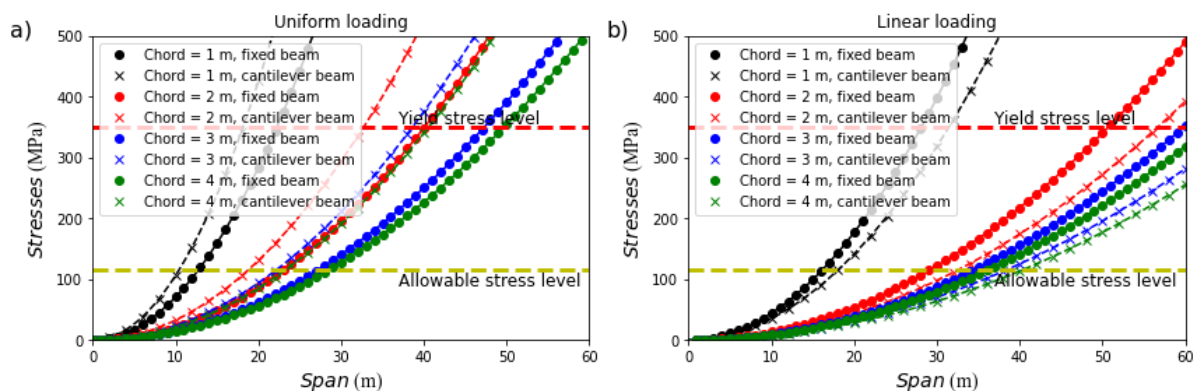 a)
Uniform loading
500
400
300
200
100
0
Stresses (MPa)
Chord = 1 m, fixed beam
Chord = 1 m, cantilever beam
Chord = 2 m, fixed beam
Chord = 2 m, cantilever beam
Chord = 3 m, fixed beam
Chord = 3 m, cantilever beam
Chord = 4 m, fixed beam
Chord = 4 m, cantilever beam
Yield stress level
Allowable stress level
0 10 20 30 40 50 60
Span (m)
b)
Linear loading
500
400
300
200
100
0
Stresses (MPa)
Chord = 1 m, fixed beam
Chord = 1 m, cantilever beam
Chord = 2 m, fixed beam
Chord = 2 m, cantilever beam
Chord = 3 m, fixed beam
Chord = 3 m, cantilever beam
Chord = 4 m, fixed beam
Chord = 4 m, cantilever beam
Yield stress level
Allowable stress level
0 10 20 30 40 50 60
Span (m)